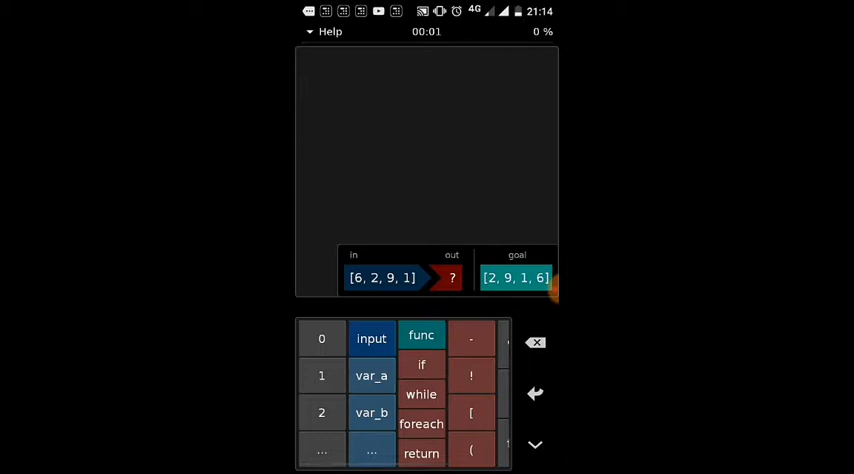 4G 21:14
Help 00:01 0 %
in out goal
[6, 2, 9, 1] ? [2, 9, 1, 6]
0 input func -
1 var_a if !
2 var_b while [
... ... foreach (
return